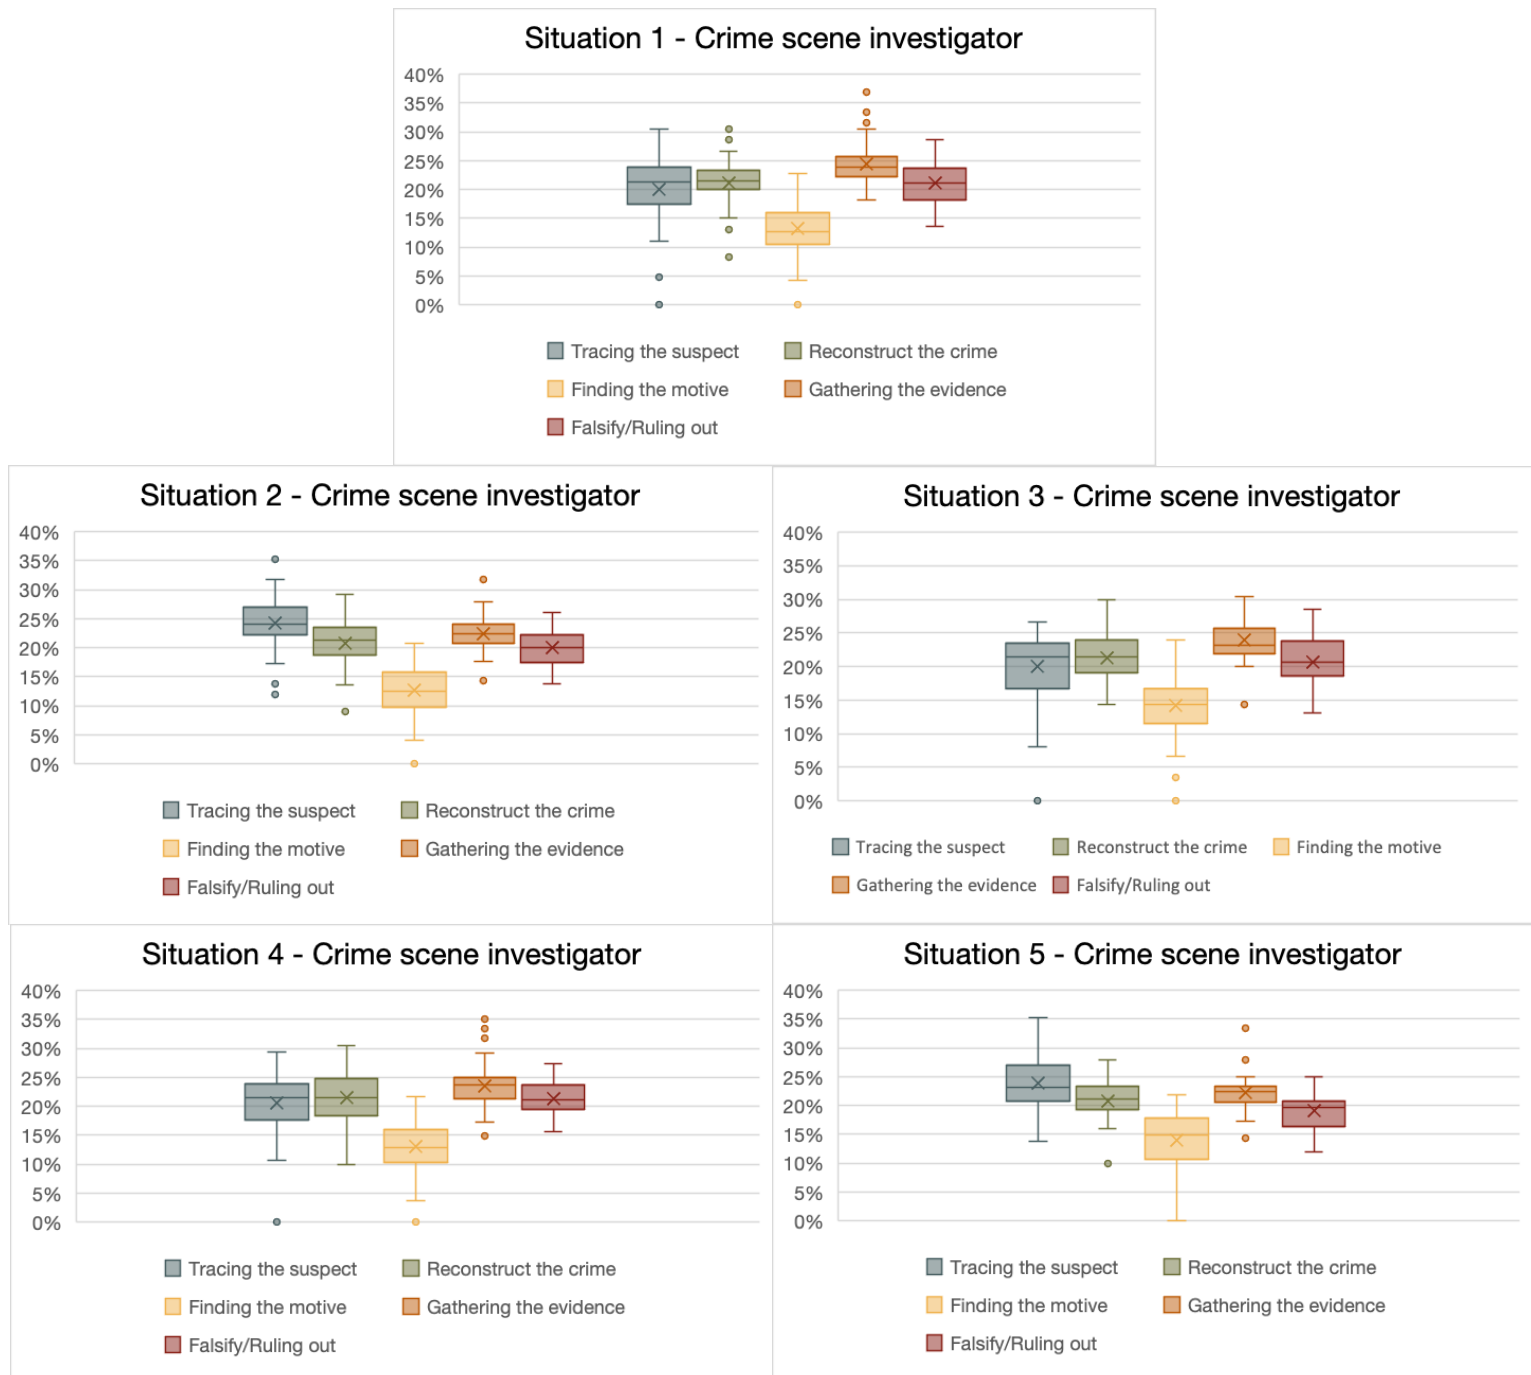 Situation 1 - Crime scene investigator
40%
35%
30%
25%
20%
15%
10%
5%
0%
Tracing the suspect Reconstruct the crime
Finding the motive Gathering the evidence
Falsify/Ruling out
Situation 2 - Crime scene investigator
40%
35%
30%
25%
20%
15%
10%
5%
0%
Tracing the suspect Reconstruct the crime
Finding the motive Gathering the evidence
Falsify/Ruling out
Situation 3 - Crime scene investigator
40%
35%
30%
25%
20%
15%
10%
5%
0%
Tracing the suspect Reconstruct the crime Finding the motive
Gathering the evidence Falsify/Ruling out
Situation 4 - Crime scene investigator
40%
35%
30%
25%
20%
15%
10%
5%
0%
Tracing the suspect Reconstruct the crime
Finding the motive Gathering the evidence
Falsify/Ruling out
Situation 5 - Crime scene investigator
40%
35%
30%
25%
20%
15%
10%
5%
0%
Tracing the suspect Reconstruct the crime
Finding the motive Gathering the evidence
Falsify/Ruling out